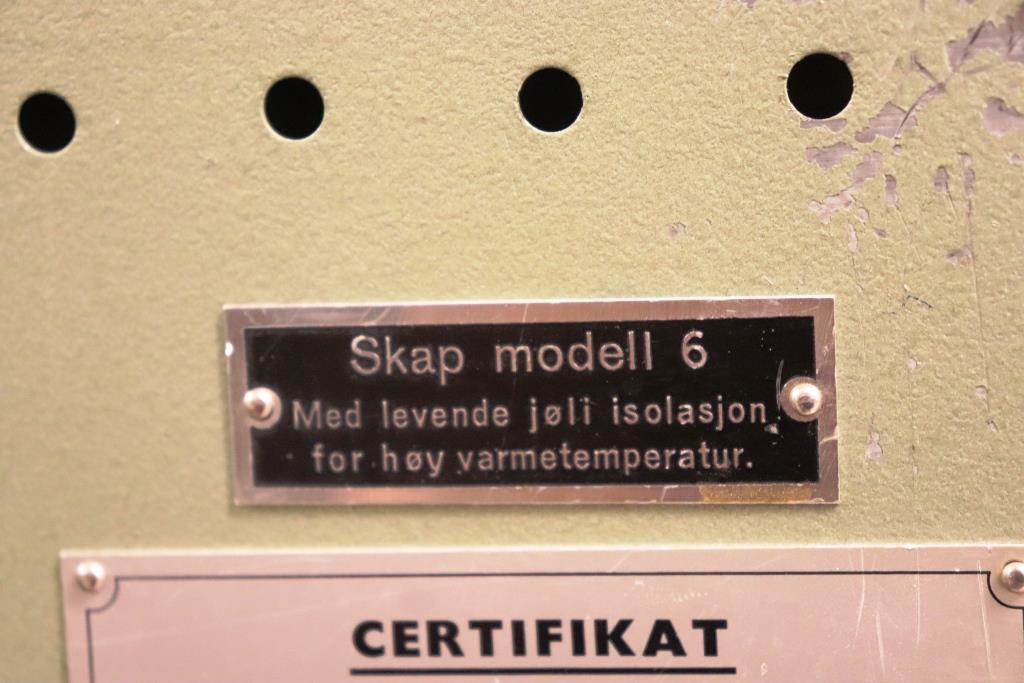 Skap modell 6
Med levende jøli isolasjon
for høy varmetemperatur.
CERTIFIKAT